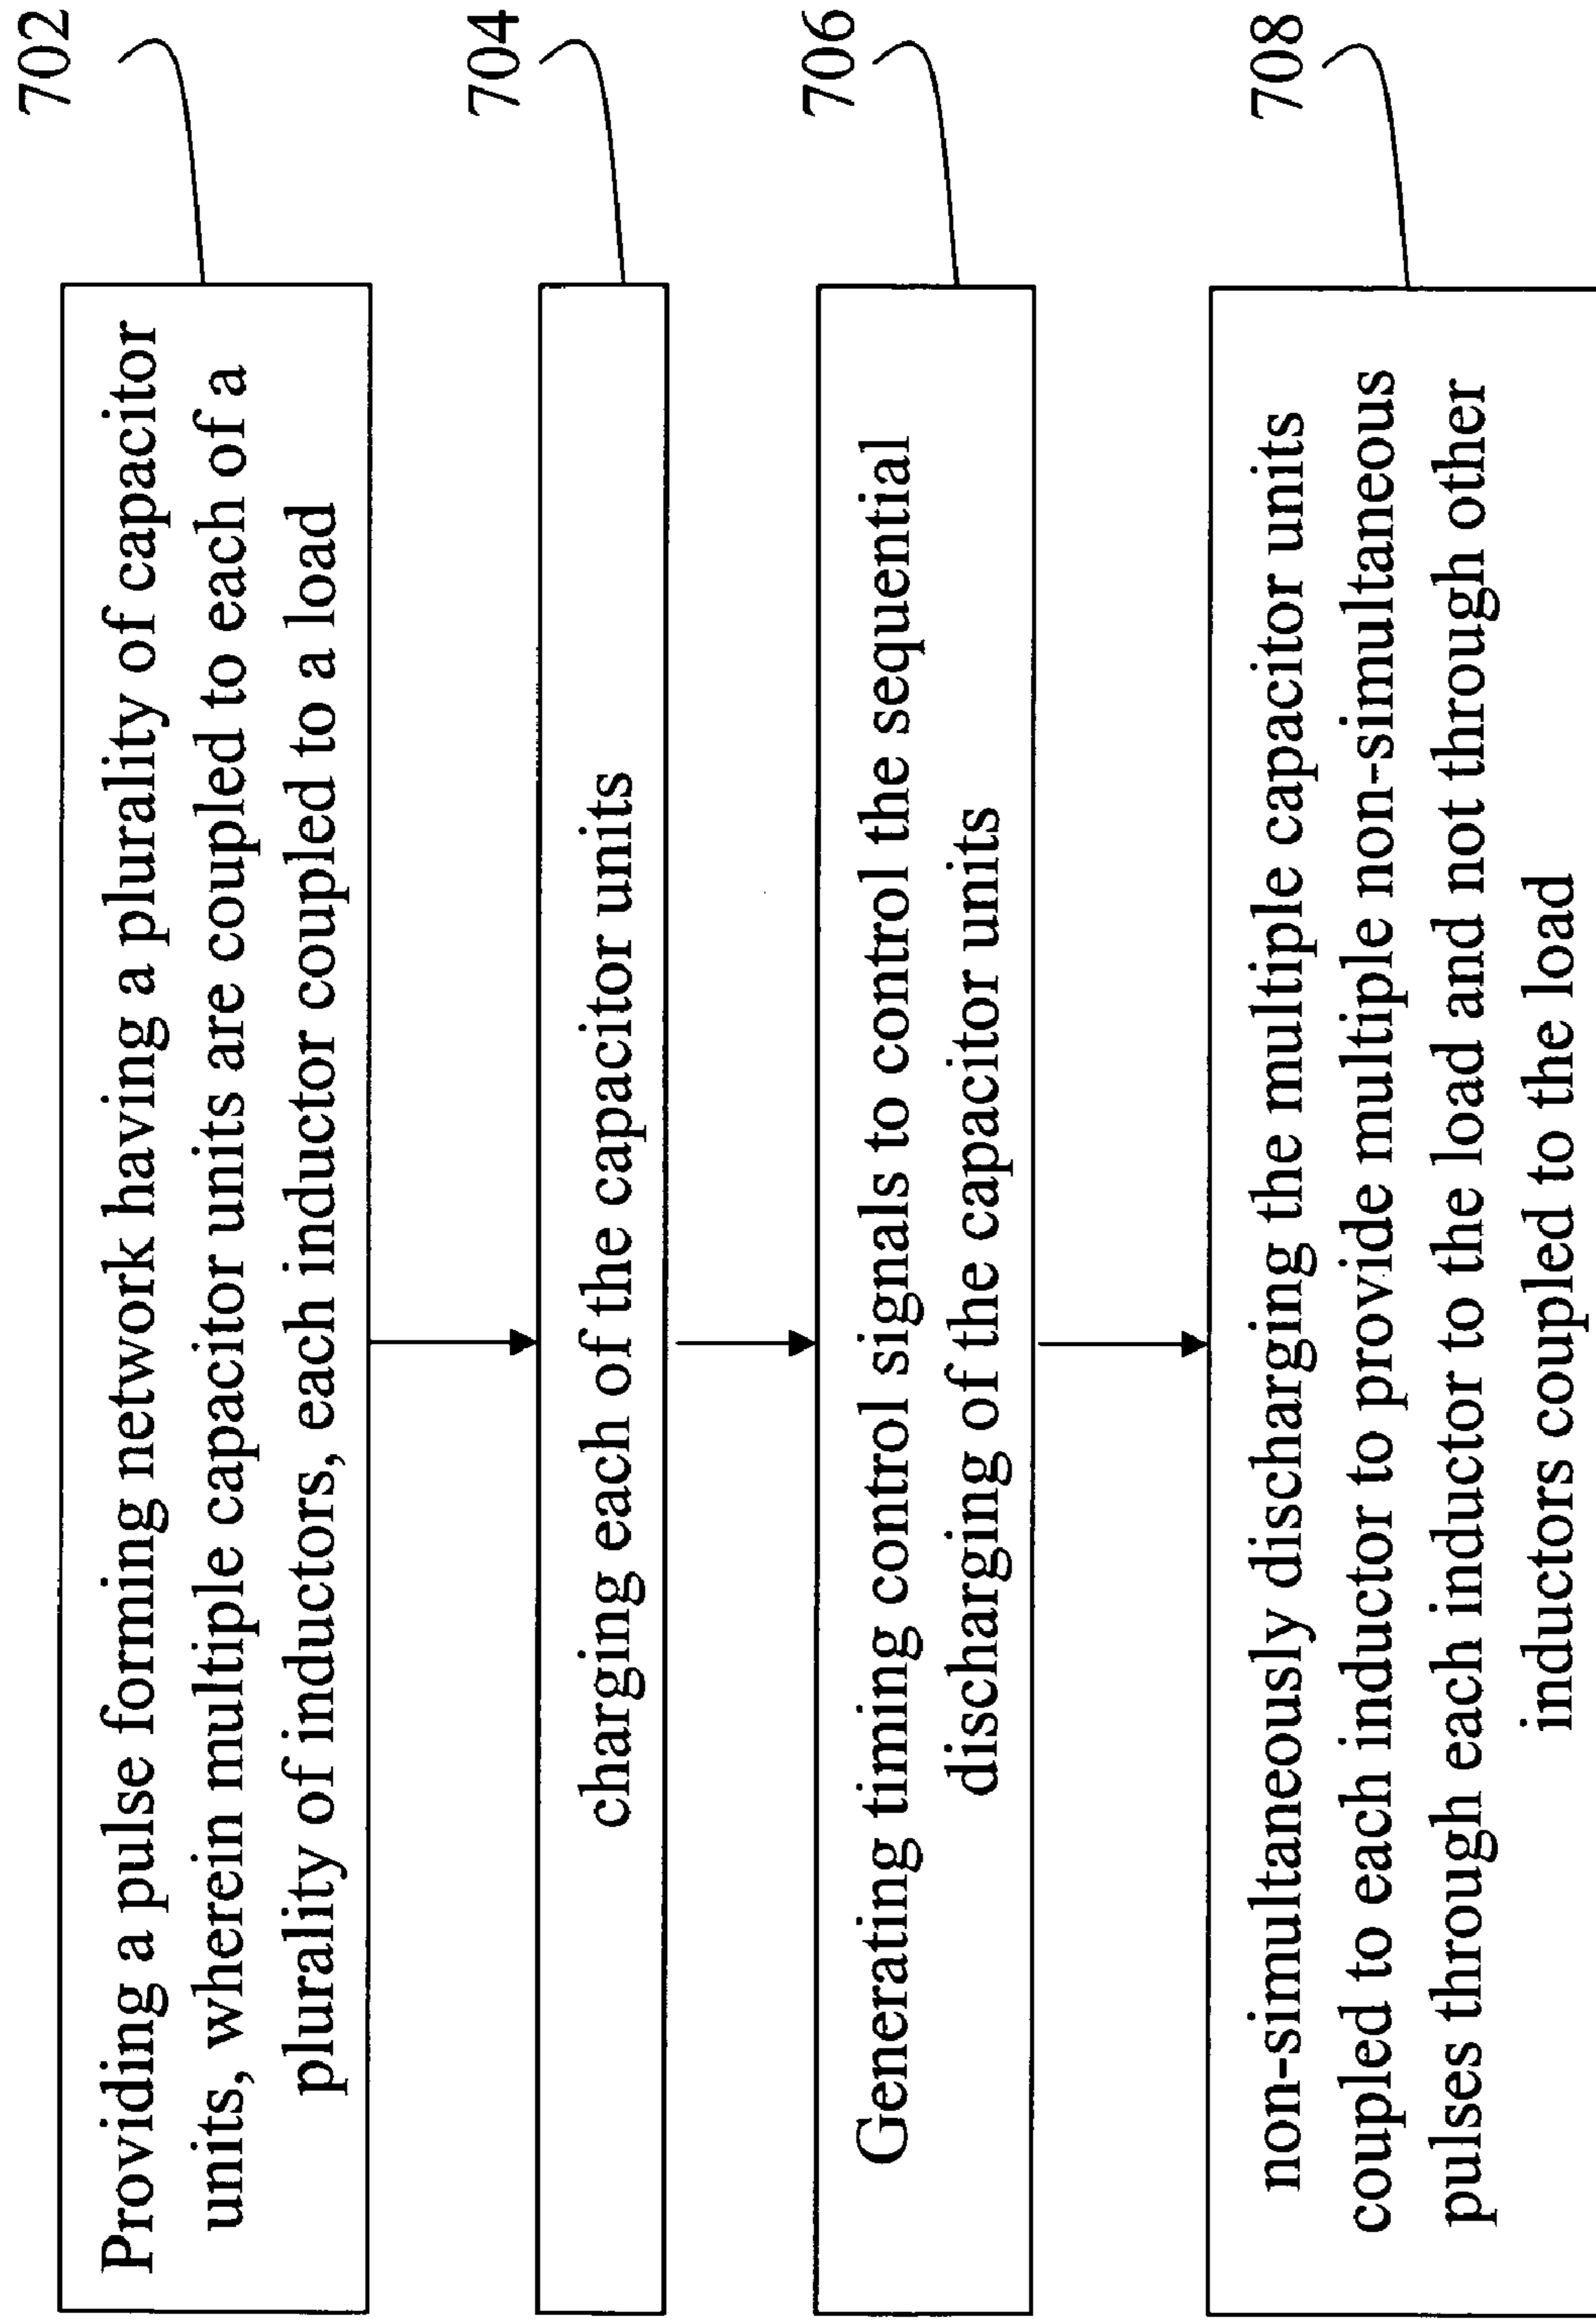 702
Providing a pulse forming network having a plurality of capacitor
units, wherein multiple capacitor units are coupled to each of a
plurality of inductors, each inductor coupled to a load
704
charging each of the capacitor units
706
Generating timing control signals to control the sequential
discharging of the capacitor units
708
non-simultaneously discharging the multiple capacitor units
coupled to each inductor to provide multiple non-simultaneous
pulses through each inductor to the load and not through other
inductors coupled to the load